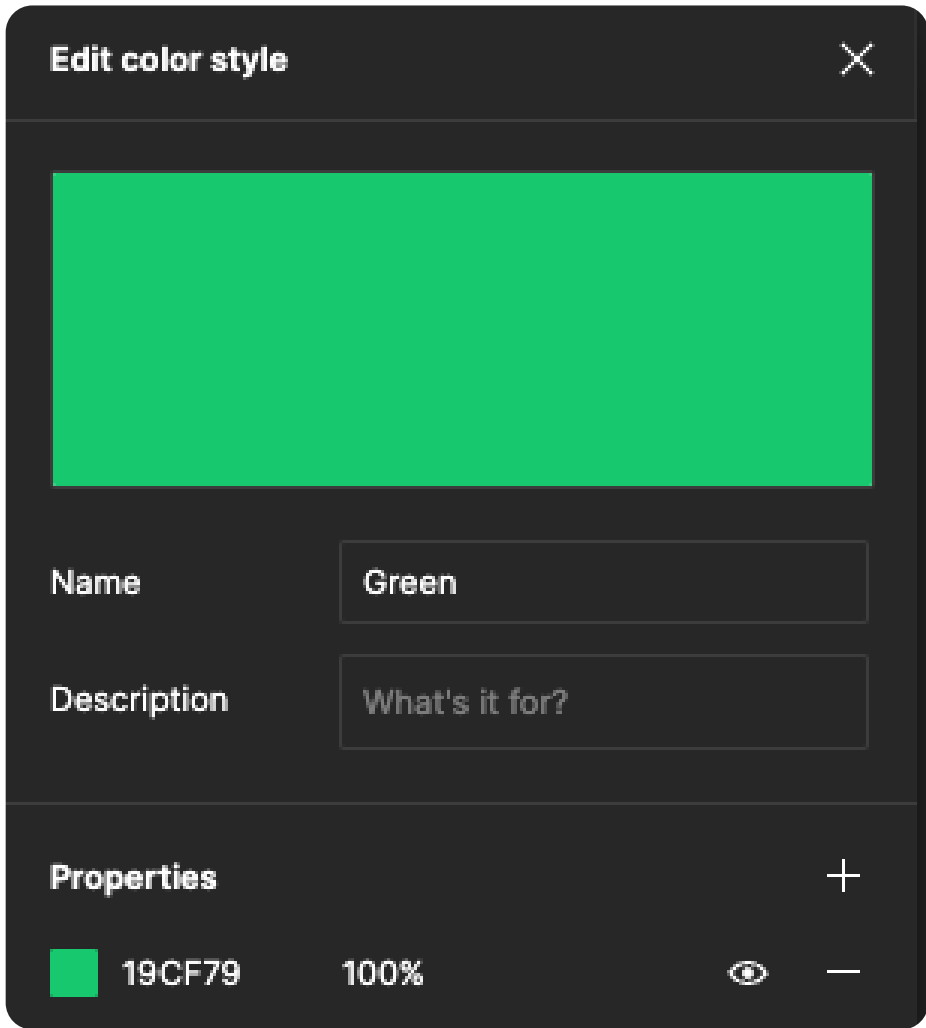 Edit color style
Name
Green
Description
What's it for?
Properties
19CF79 100%